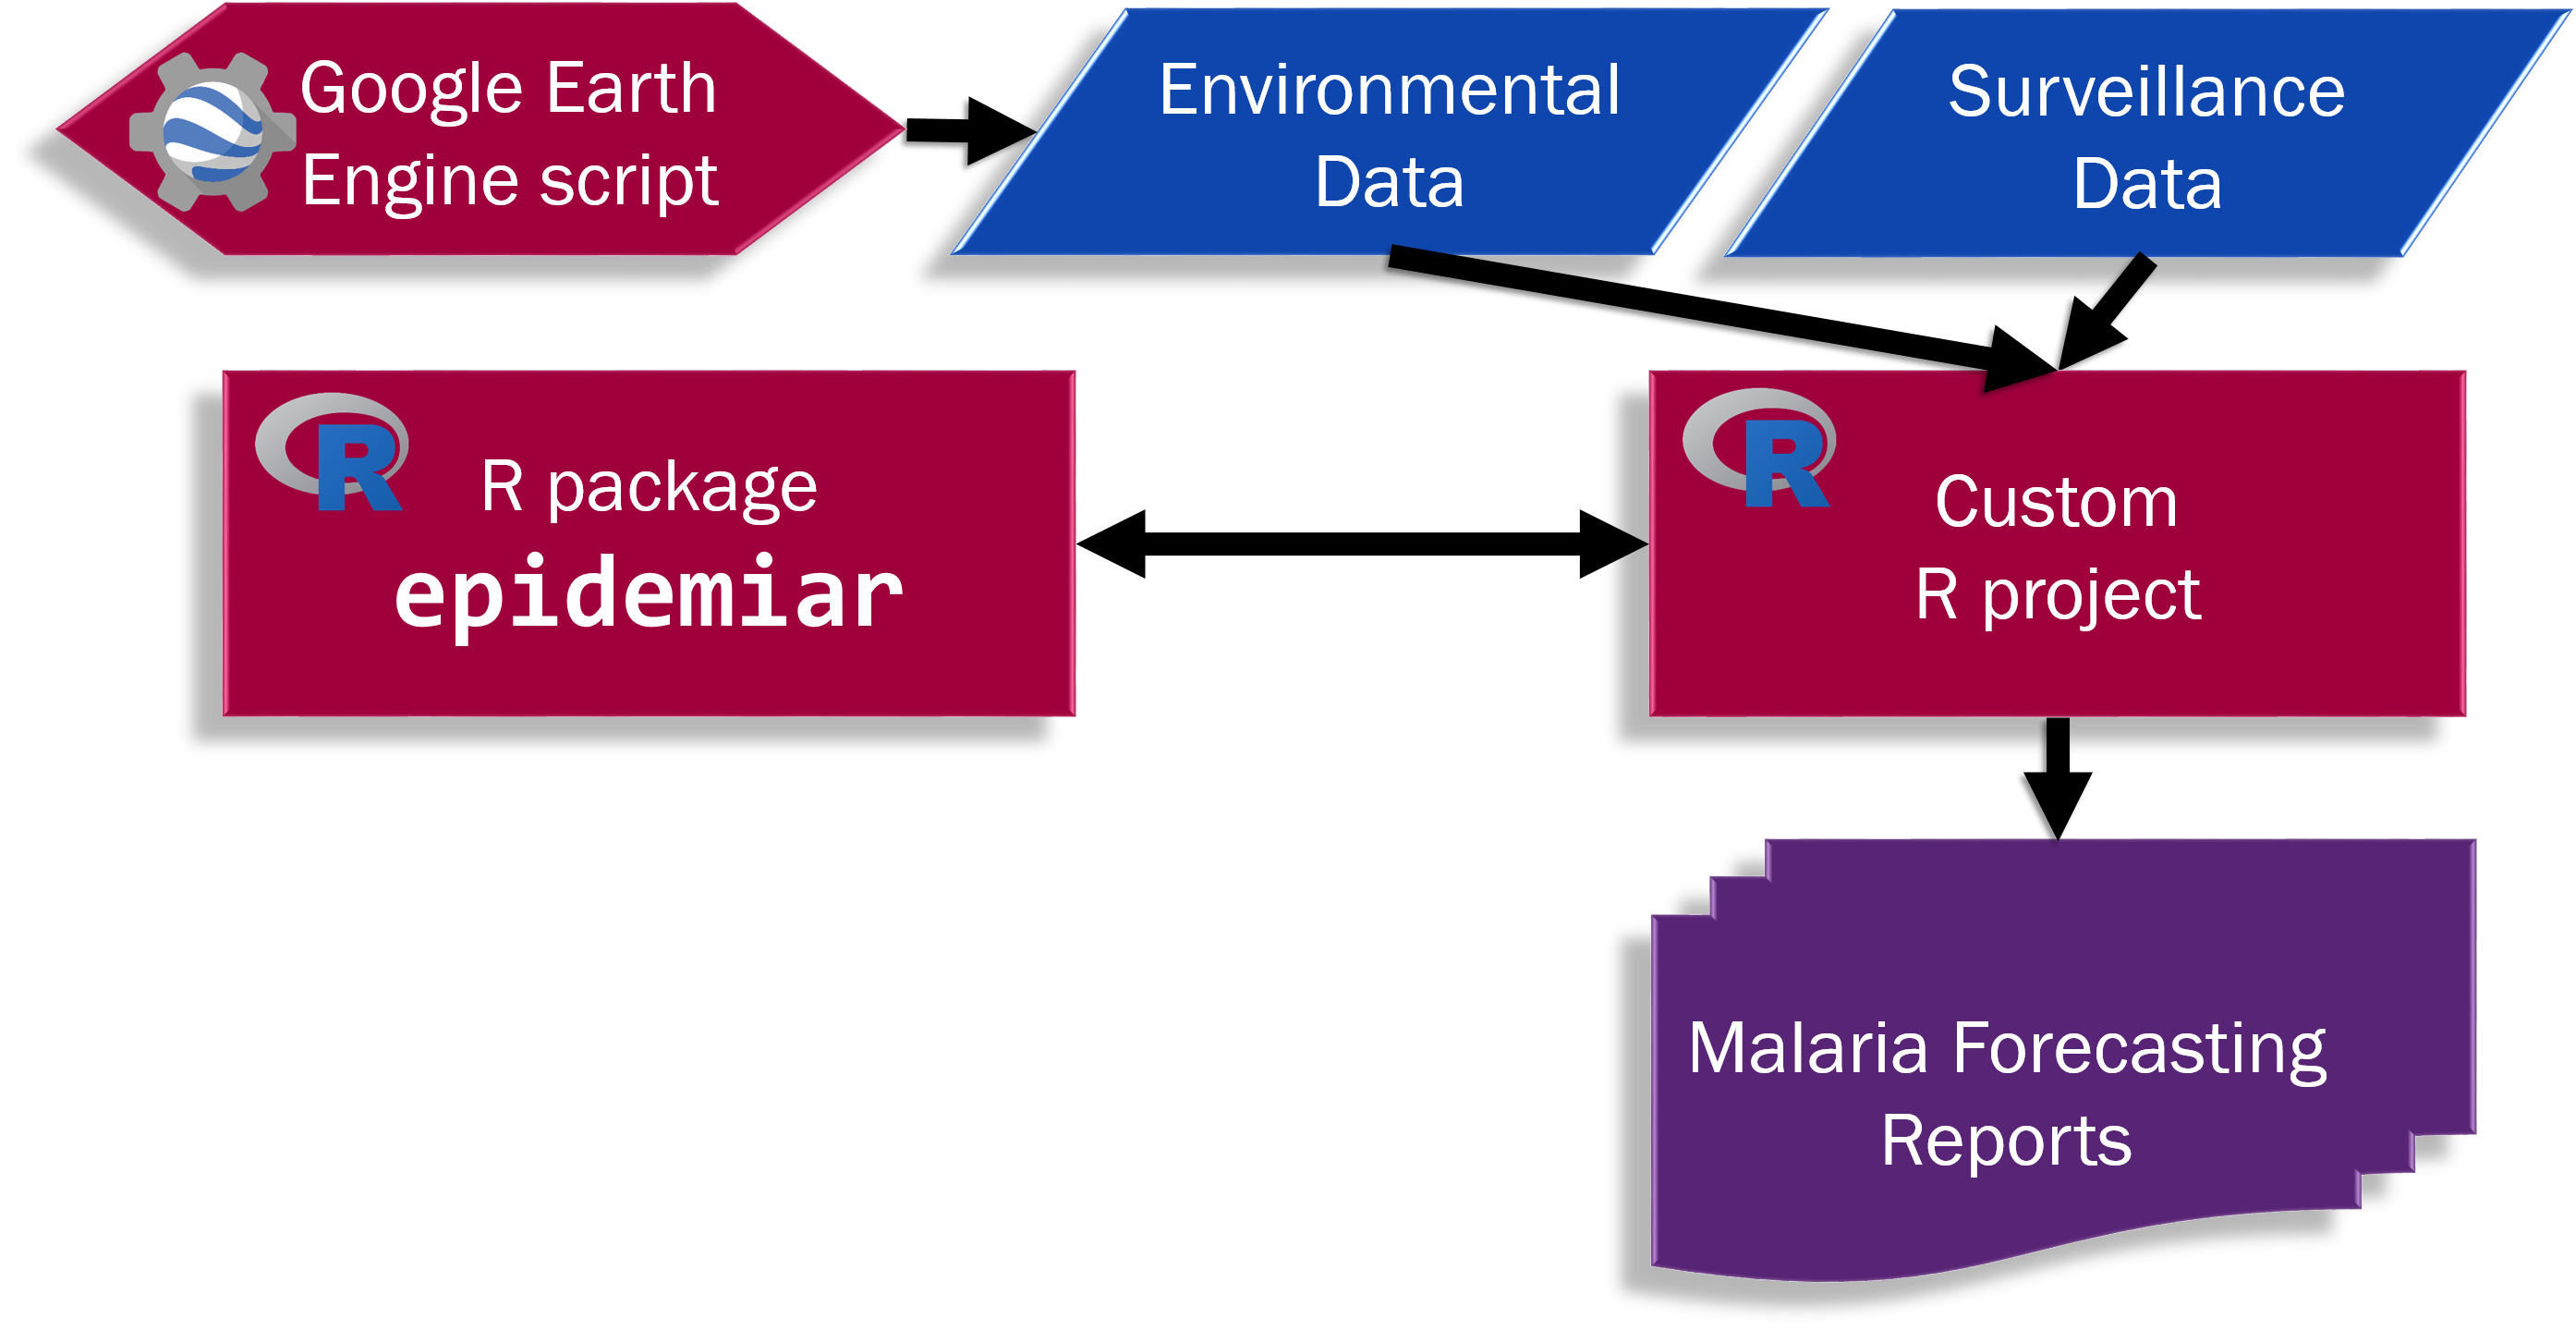 Google Earth
Engine script
Environmental
Data
Surveillance
Data
R
R package
epidemiar
R
Custom
R project
Malaria Forecasting
Reports